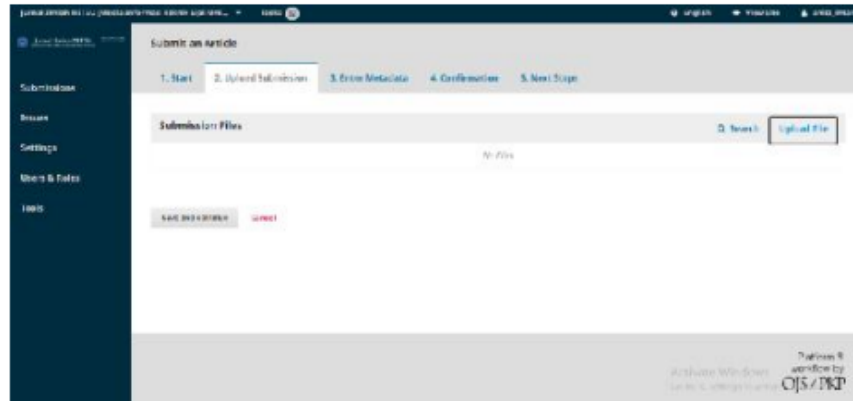 English
Submit an Article
1. Start 2. Upload Submission 3. Enter Metadata 4. Confirmation 5. Next Steps
Submissions
Issues
Submission Files
Search Upload File
Settings
No Files
Users & Roles
Tools
Save and continue Cancel
Activate Windows
Platform &
workflow by
OJS / PKP